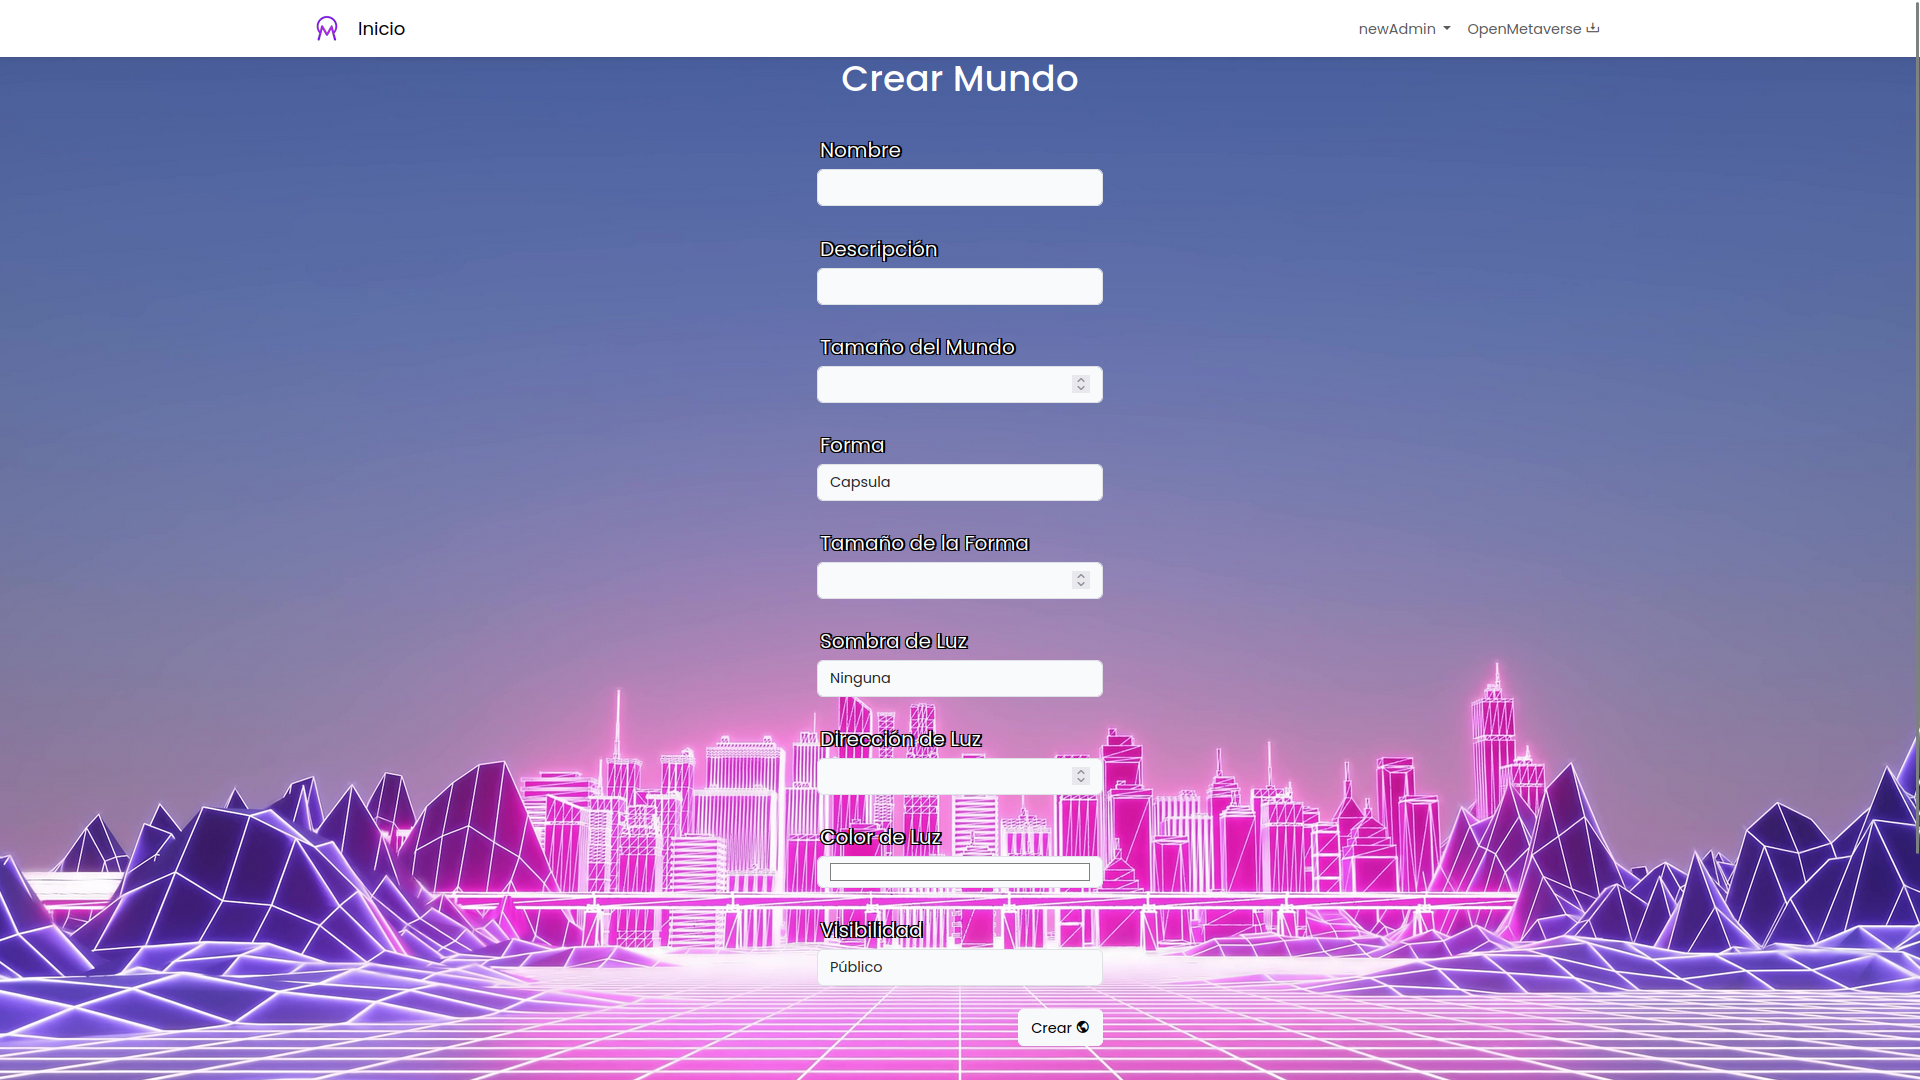 Inicio
newAdmin
OpenMetaverse
Crear Mundo
Nombre
Descripción
Tamaño del Mundo
Forma
Capsula
Tamaño de la Forma
Sombra de Luz
Ninguna
Dirección de Luz
Color de Luz
Visibilidad
Público
Crear